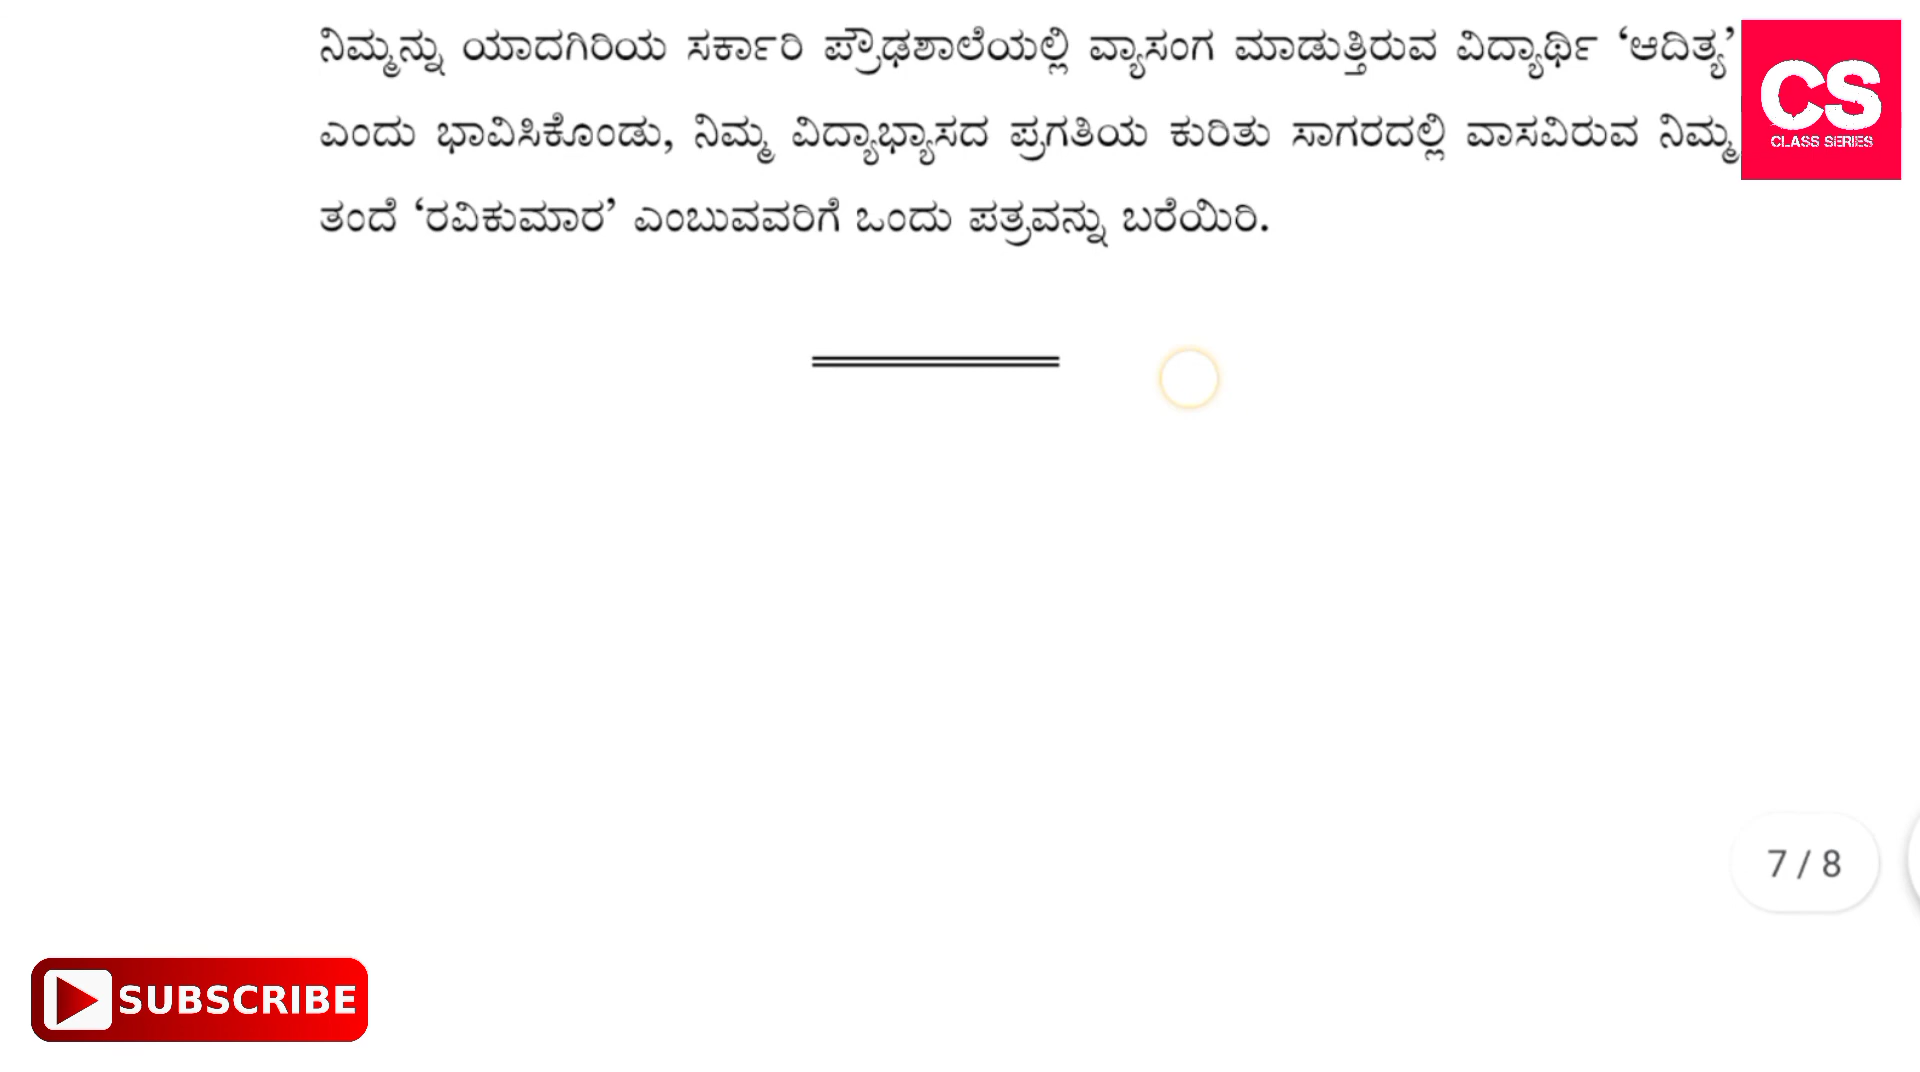 ನಿಮ್ಮನ್ನು ಯಾದಗಿರಿಯ ಸರ್ಕಾರಿ ಪ್ರೌಢಶಾಲೆಯಲ್ಲಿ ವ್ಯಾಸಂಗ ಮಾಡುತ್ತಿರುವ ವಿದ್ಯಾರ್ಥಿ ‘ಆದಿತ್ಯ’
ಎಂದು ಭಾವಿಸಿಕೊಂಡು, ನಿಮ್ಮ ವಿದ್ಯಾಭ್ಯಾಸದ ಪ್ರಗತಿಯ ಕುರಿತು ಸಾಗರದಲ್ಲಿ ವಾಸವಿರುವ ನಿಮ್ಮ
ತಂದೆ ‘ರವಿಕುಮಾರ’ ಎಂಬುವವರಿಗೆ ಒಂದು ಪತ್ರವನ್ನು ಬರೆಯಿರಿ.
CS
CLASS SERIES
7 / 8
SUBSCRIBE